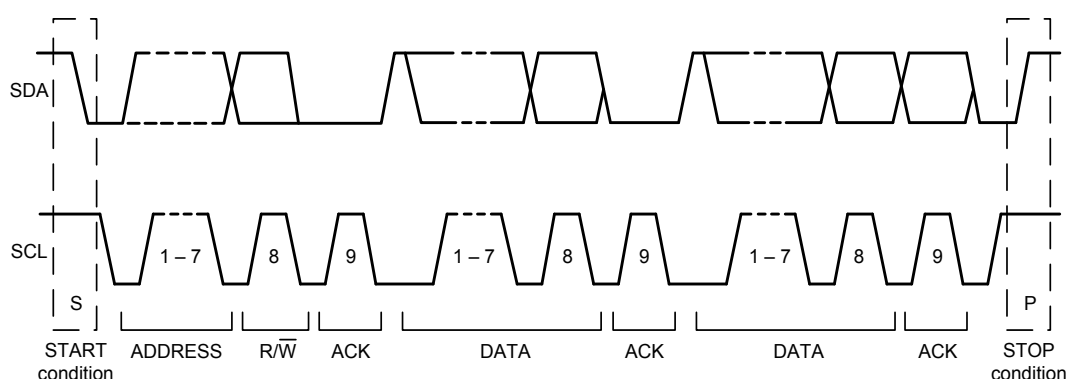 SDA
SCL
1 – 7
8
9
1 – 7
8
9
1 – 7
8
9
S
P
START
condition
ADDRESS
R/W̅
ACK
DATA
ACK
DATA
ACK
STOP
condition